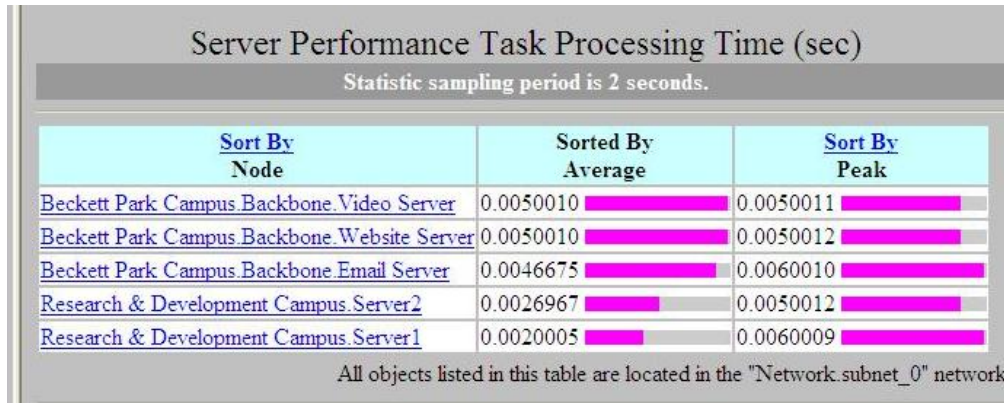 Server Performance Task Processing Time (sec)
Statistic sampling period is 2 seconds.
Sort By Sorted By Sort By
Node Average Peak
Beckett Park Campus.Backbone.Video Server 0.0050010 0.0050011
Beckett Park Campus.Backbone.Website Server 0.0050010 0.0050012
Beckett Park Campus.Backbone.Email Server 0.0046675 0.0060010
Research & Development Campus.Server2 0.0026967 0.0050012
Research & Development Campus.Server1 0.0020005 0.0060009
All objects listed in this table are located in the "Network.subnet_0" network